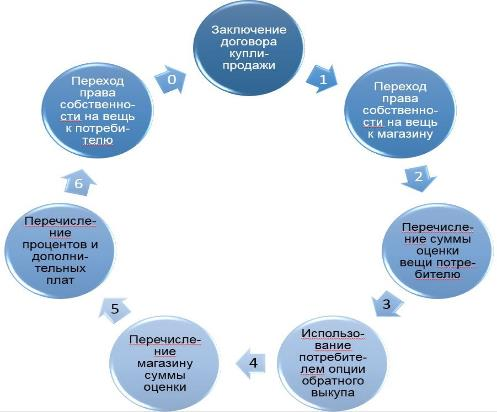 Заключение
договора
купли-
продажи
1
Переход
права
собственно-
сти на вещь
к магазину
2
Перечисле-
ние суммы
оценки
вещи потре-
бителю
3
Использо-
вание
потребите-
лем опции
обратного
выкупа
4
Перечисле-
ние
магазину
суммы
оценки
5
Перечисле-
ние
процентов и
дополни-
тельных
плат
6
Переход
права
собственно-
сти на вещь
к потреби-
телю
0